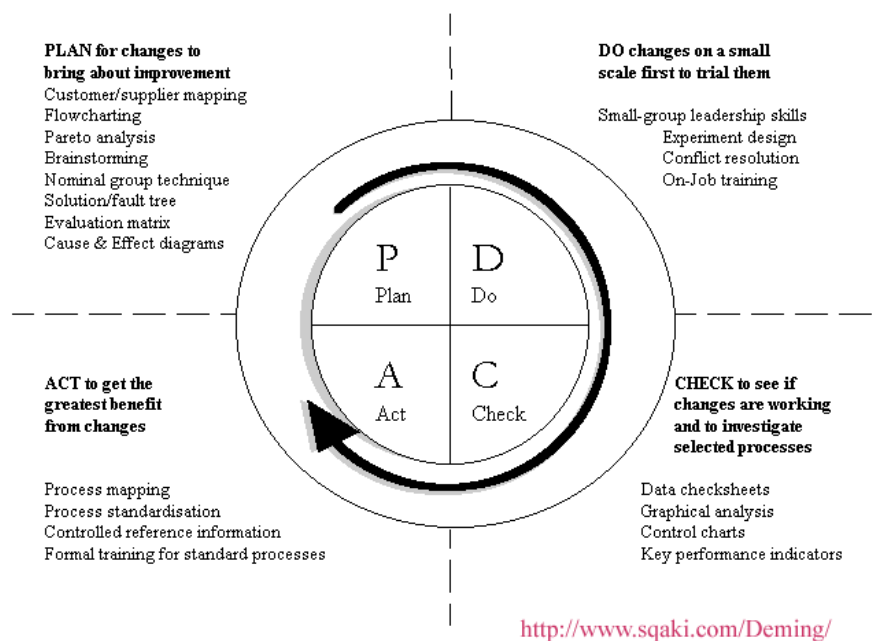 PLAN for changes to
bring about improvement
Customer/supplier mapping
Flowcharting
Pareto analysis
Brainstorming
Nominal group technique
Solution/fault tree
Evaluation matrix
Cause & Effect diagrams
DO changes on a small
scale first to trial them
Small-group leadership skills
Experiment design
Conflict resolution
On-Job training
P
Plan
D
Do
A
Act
C
Check
ACT to get the
greatest benefit
from changes
Process mapping
Process standardisation
Controlled reference information
Formal training for standard processes
CHECK to see if
changes are working
and to investigate
selected processes
Data checksheets
Graphical analysis
Control charts
Key performance indicators
http://www.sqaki.com/Deming/